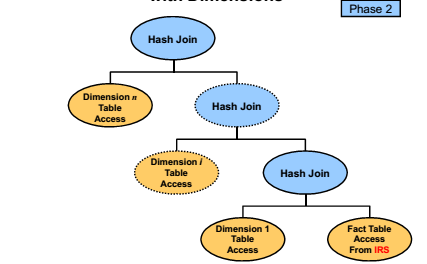 with Dimensions
Phase 2
Hash Join
Dimension n
Table
Access
Hash Join
Dimension i
Table
Access
Hash Join
Dimension 1
Table
Access
Fact Table
Access
From IRS